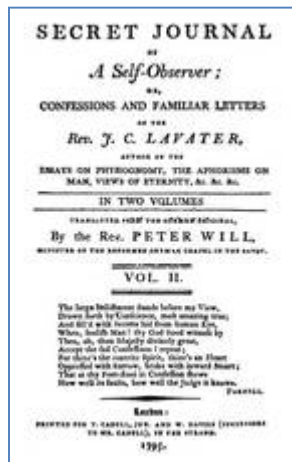 SECRET JOURNAL
OF
A Self-Observer;
OR,
CONFESSIONS AND FAMILIAR LETTERS
OF THE
Rev. J. C. LAVATER,
AUTHOR OF THE
ESSAYS ON PHYSIOGNOMY, THE APHORISMS ON
MAN, VIEWS OF ETERNITY, &c. &c. &c.
IN TWO VOLUMES
TRANSLATED FROM THE GERMAN ORIGINAL,
By the Rev. PETER WILL,
MINISTER OF THE REFORMED GERMAN CHAPEL IN THE SAVOY.
VOL. II.
The large Self-Secret stands before my View,
Drawn forth by Conscience, most amazing true;
And fill'd with Secrets hid from human Eye,
When, foolish Man! thy God stood witness by
Then, oh, thou Majesty divinely great,
Accept the sad Confessions I repeat;
For there's the contrite Spirit, there's an Heart
Oppressed with Sorrow, with inward Smart;
That at thy Foot-stool in Confession shows
How well its faults, how well the Judge it knows.
PARNELL.
London:
PRINTED FOR T. CADELL, JUN. AND W. DAVIES (SUCCESSORS
TO MR. CADELL), IN THE STRAND.
1795.